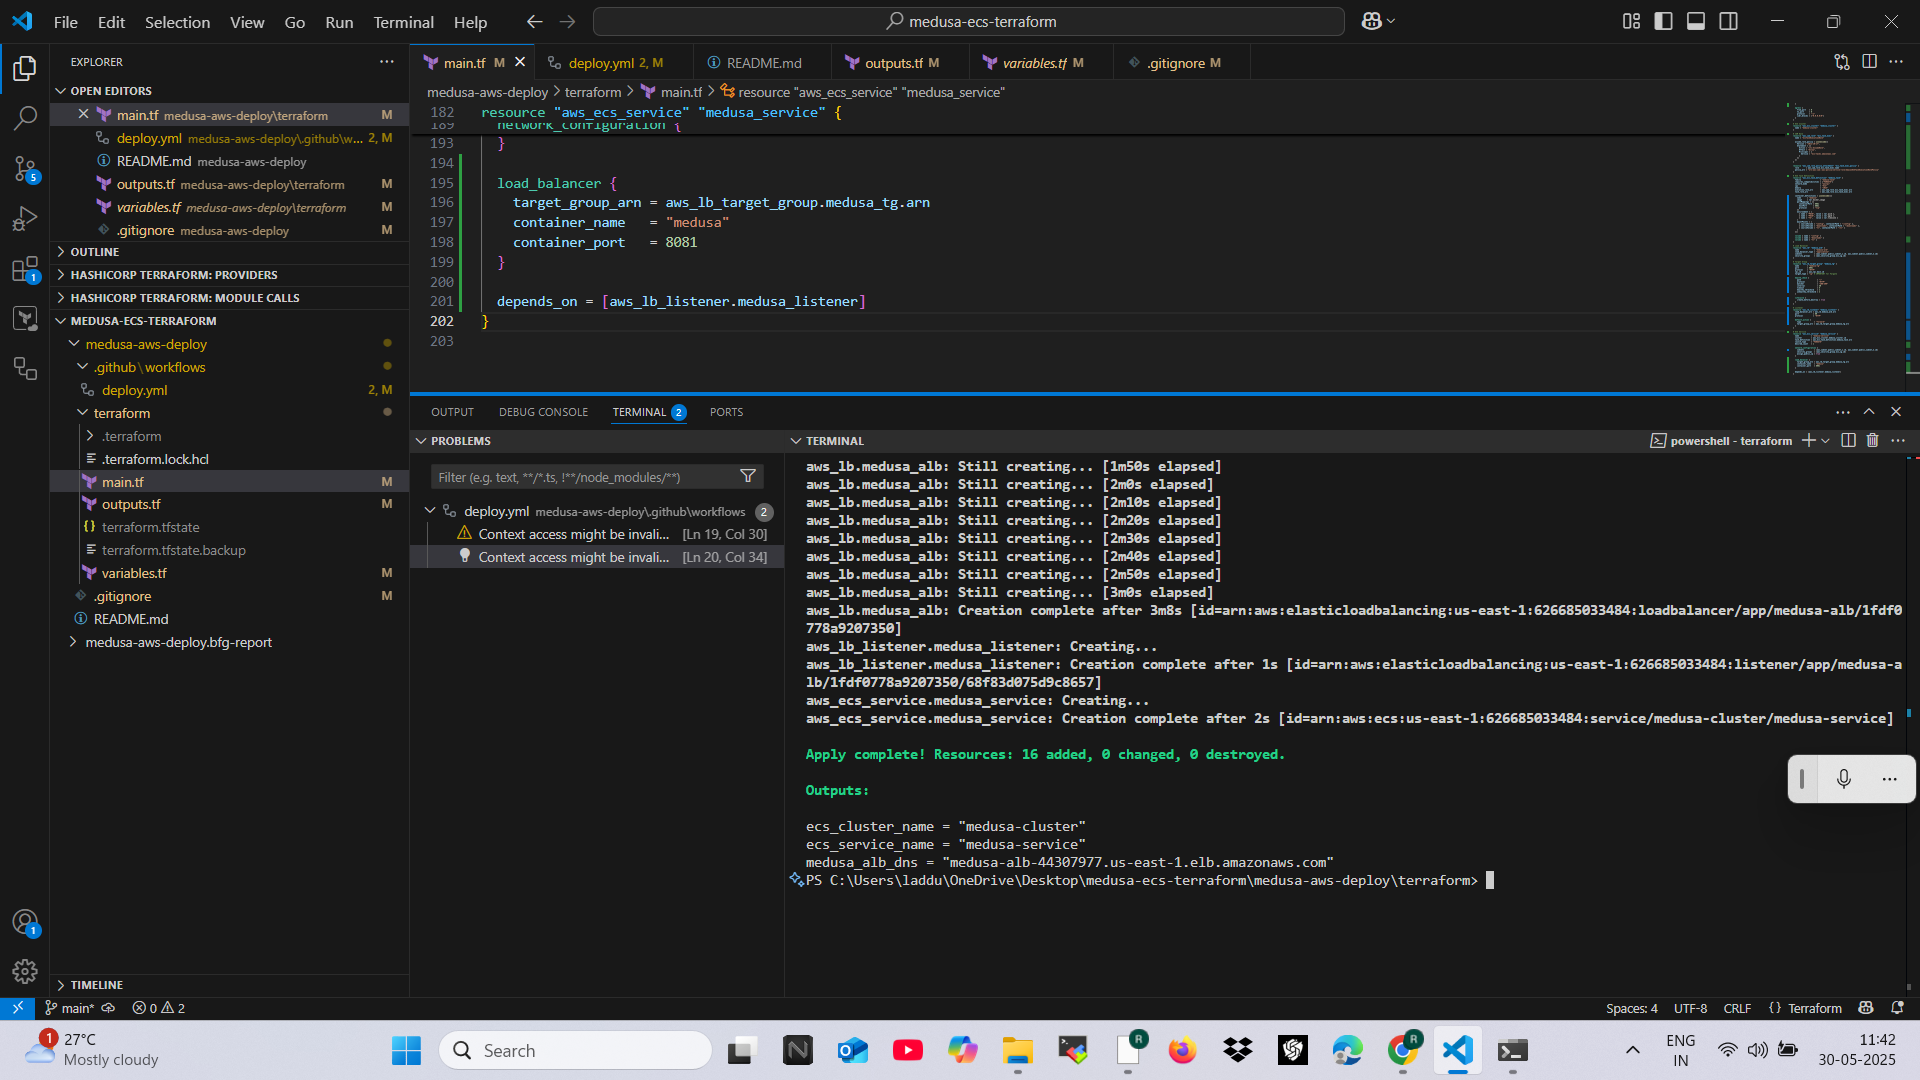 File Edit Selection View Go Run Terminal Help
medusa-ecs-terraform
EXPLORER
OPEN EDITORS
main.tf medusa-aws-deploy\terraform M
deploy.yml medusa-aws-deploy\.github\w... 2, M
README.md medusa-aws-deploy
outputs.tf medusa-aws-deploy\terraform M
variables.tf medusa-aws-deploy\terraform M
.gitignore medusa-aws-deploy M
OUTLINE
HASHICORP TERRAFORM: PROVIDERS
HASHICORP TERRAFORM: MODULE CALLS
MEDUSA-ECS-TERRAFORM
medusa-aws-deploy
.github\workflows
deploy.yml 2, M
terraform
.terraform
.terraform.lock.hcl
main.tf M
outputs.tf M
terraform.tfstate
terraform.tfstate.backup
variables.tf M
.gitignore M
README.md
medusa-aws-deploy.bfg-report
TIMELINE
5
1
1
main.tf M deploy.yml 2, M README.md outputs.tf M variables.tf M .gitignore M
medusa-aws-deploy > terraform > main.tf > resource "aws_ecs_service" "medusa_service"
182 resource "aws_ecs_service" "medusa_service" {
189 network_configuration {
193 }
194
195 load_balancer {
196 target_group_arn = aws_lb_target_group.medusa_tg.arn
197 container_name   = "medusa"
198 container_port   = 8081
199 }
200
201 depends_on = [aws_lb_listener.medusa_listener]
202 }
203
OUTPUT DEBUG CONSOLE TERMINAL 2 PORTS
PROBLEMS
Filter (e.g. text, **/*.ts, !**/node_modules/**)
deploy.yml medusa-aws-deploy\.github\workflows 2
Context access might be invali... [Ln 19, Col 30]
Context access might be invali... [Ln 20, Col 34]
TERMINAL
powershell - terraform
aws_lb.medusa_alb: Still creating... [1m50s elapsed]
aws_lb.medusa_alb: Still creating... [2m0s elapsed]
aws_lb.medusa_alb: Still creating... [2m10s elapsed]
aws_lb.medusa_alb: Still creating... [2m20s elapsed]
aws_lb.medusa_alb: Still creating... [2m30s elapsed]
aws_lb.medusa_alb: Still creating... [2m40s elapsed]
aws_lb.medusa_alb: Still creating... [2m50s elapsed]
aws_lb.medusa_alb: Still creating... [3m0s elapsed]
aws_lb.medusa_alb: Creation complete after 3m8s [id=arn:aws:elasticloadbalancing:us-east-1:626685033484:loadbalancer/app/medusa-alb/1fdf0
778a9207350]
aws_lb_listener.medusa_listener: Creating...
aws_lb_listener.medusa_listener: Creation complete after 1s [id=arn:aws:elasticloadbalancing:us-east-1:626685033484:listener/app/medusa-a
lb/1fdf0778a9207350/68f83d075d9c8657]
aws_ecs_service.medusa_service: Creating...
aws_ecs_service.medusa_service: Creation complete after 2s [id=arn:aws:ecs:us-east-1:626685033484:service/medusa-cluster/medusa-service]
Apply complete! Resources: 16 added, 0 changed, 0 destroyed.
Outputs:
ecs_cluster_name = "medusa-cluster"
ecs_service_name = "medusa-service"
medusa_alb_dns = "medusa-alb-44307977.us-east-1.elb.amazonaws.com"
PS C:\Users\laddu\OneDrive\Desktop\medusa-ecs-terraform\medusa-aws-deploy\terraform>
main* 0 2
Spaces: 4 UTF-8 CRLF {} Terraform
1 27°C
Mostly cloudy
Search
R
R
ENG
IN
11:42
30-05-2025